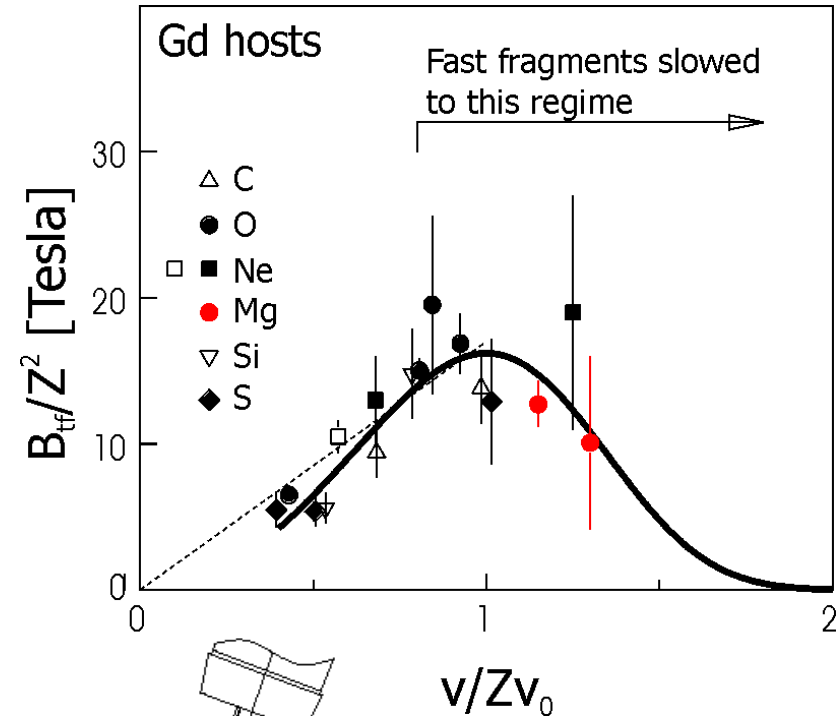 Gd hosts
Fast fragments slowed
to this regime
30
20
10
0
C
O
Ne
Mg
Si
S
B_tf/Z² [Tesla]
0
1
2
v/Zv₀